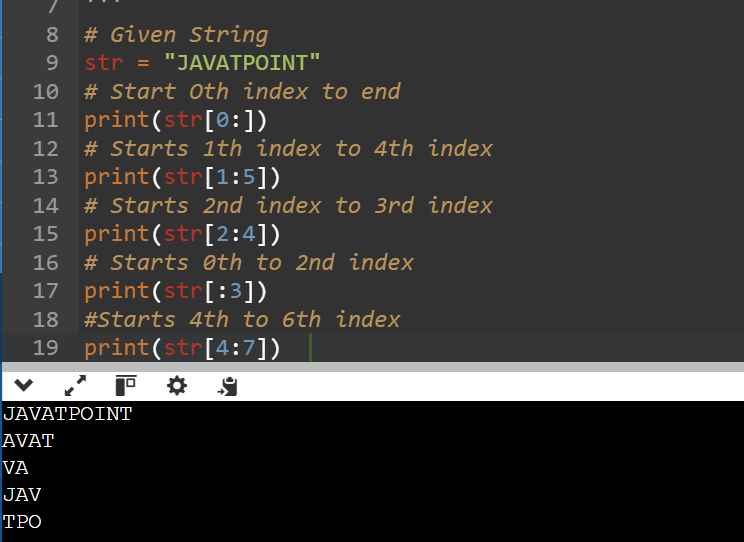 7 '''
8 # Given String
9 str = "JAVATPOINT"
10 # Start Oth index to end
11 print(str[0:])
12 # Starts 1th index to 4th index
13 print(str[1:5])
14 # Starts 2nd index to 3rd index
15 print(str[2:4])
16 # Starts 0th to 2nd index
17 print(str[:3])
18 #Starts 4th to 6th index
19 print(str[4:7])
JAVATPOINT
AVAT
VA
JAV
TPO